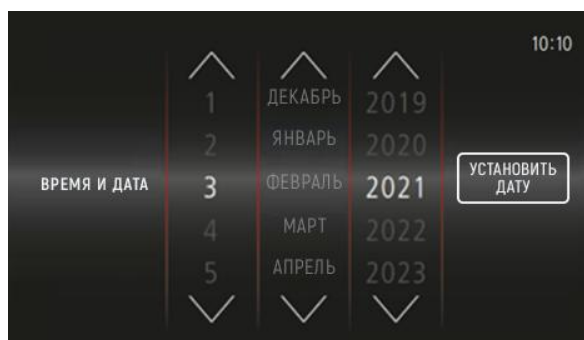 10:10
1 ДЕКАБРЬ 2019
2 ЯНВАРЬ 2020
ВРЕМЯ И ДАТА 3 ФЕВРАЛЬ 2021 УСТАНОВИТЬ
ДАТУ
4 МАРТ 2022
5 АПРЕЛЬ 2023